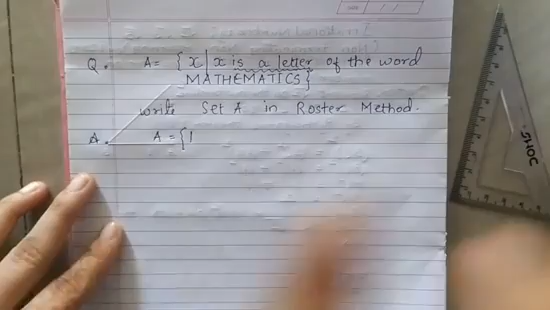 Q. A = { x | x is a letter of the word
MATHEMATICS}
write Set A in Roster Method.
A. A = {